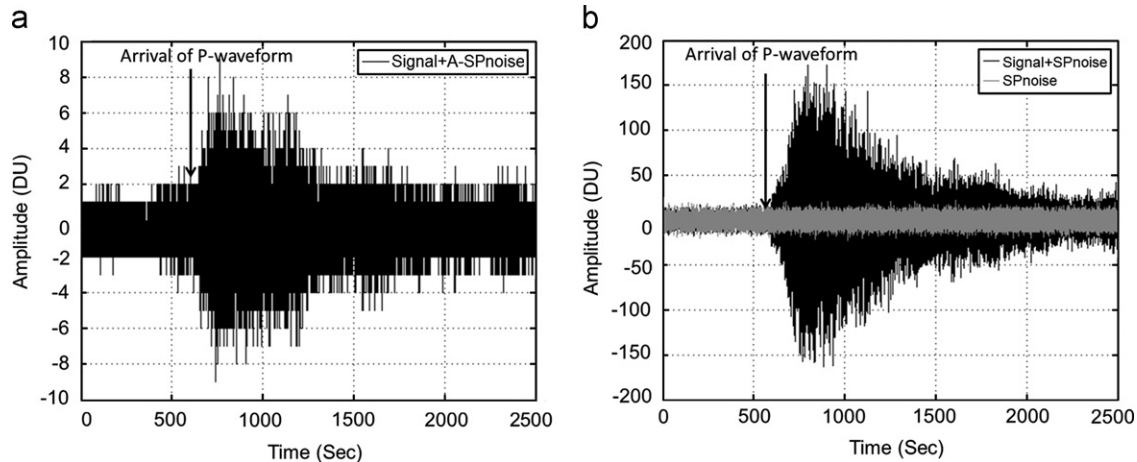 a
Arrival of P-waveform
Signal+A-SPnoise
10
8
6
4
2
0
-2
-4
-6
-8
-10
Amplitude (DU)
0 500 1000 1500 2000 2500
Time (Sec)
b
Arrival of P-waveform
Signal+SPnoise
SPnoise
200
150
100
50
0
-50
-100
-150
-200
Amplitude (DU)
0 500 1000 1500 2000 2500
Time (Sec)